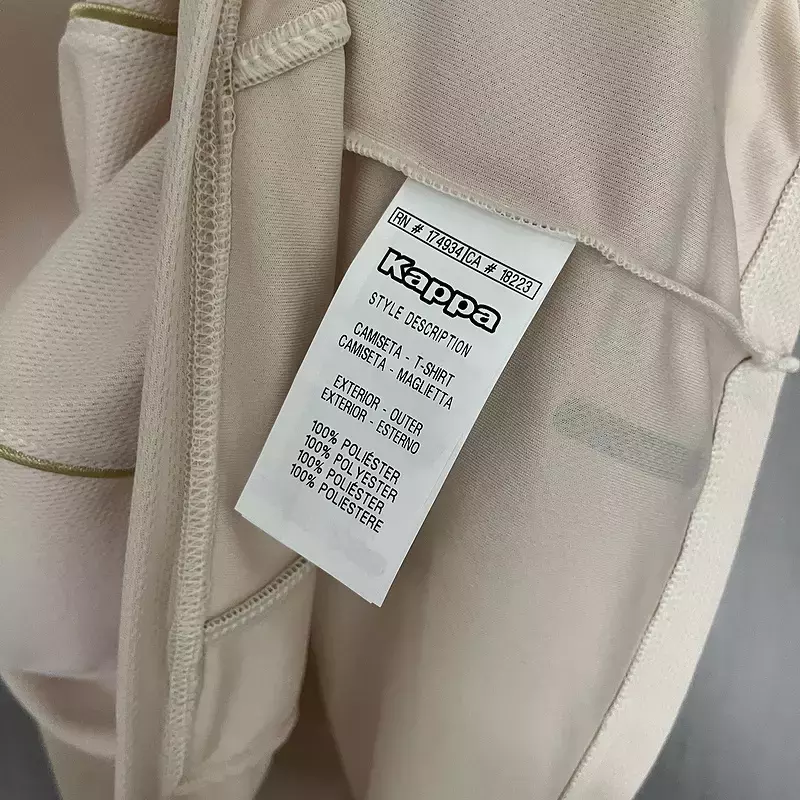 RN # 174934 CA # 18223
Kappa
STYLE DESCRIPTION
CAMISETA - T-SHIRT
CAMISETA - MAGLIETTA
EXTERIOR - OUTER
EXTERIOR - ESTERNO
100% POLIÉSTER
100% POLYESTER
100% POLIÉSTER
100% POLIESTERE